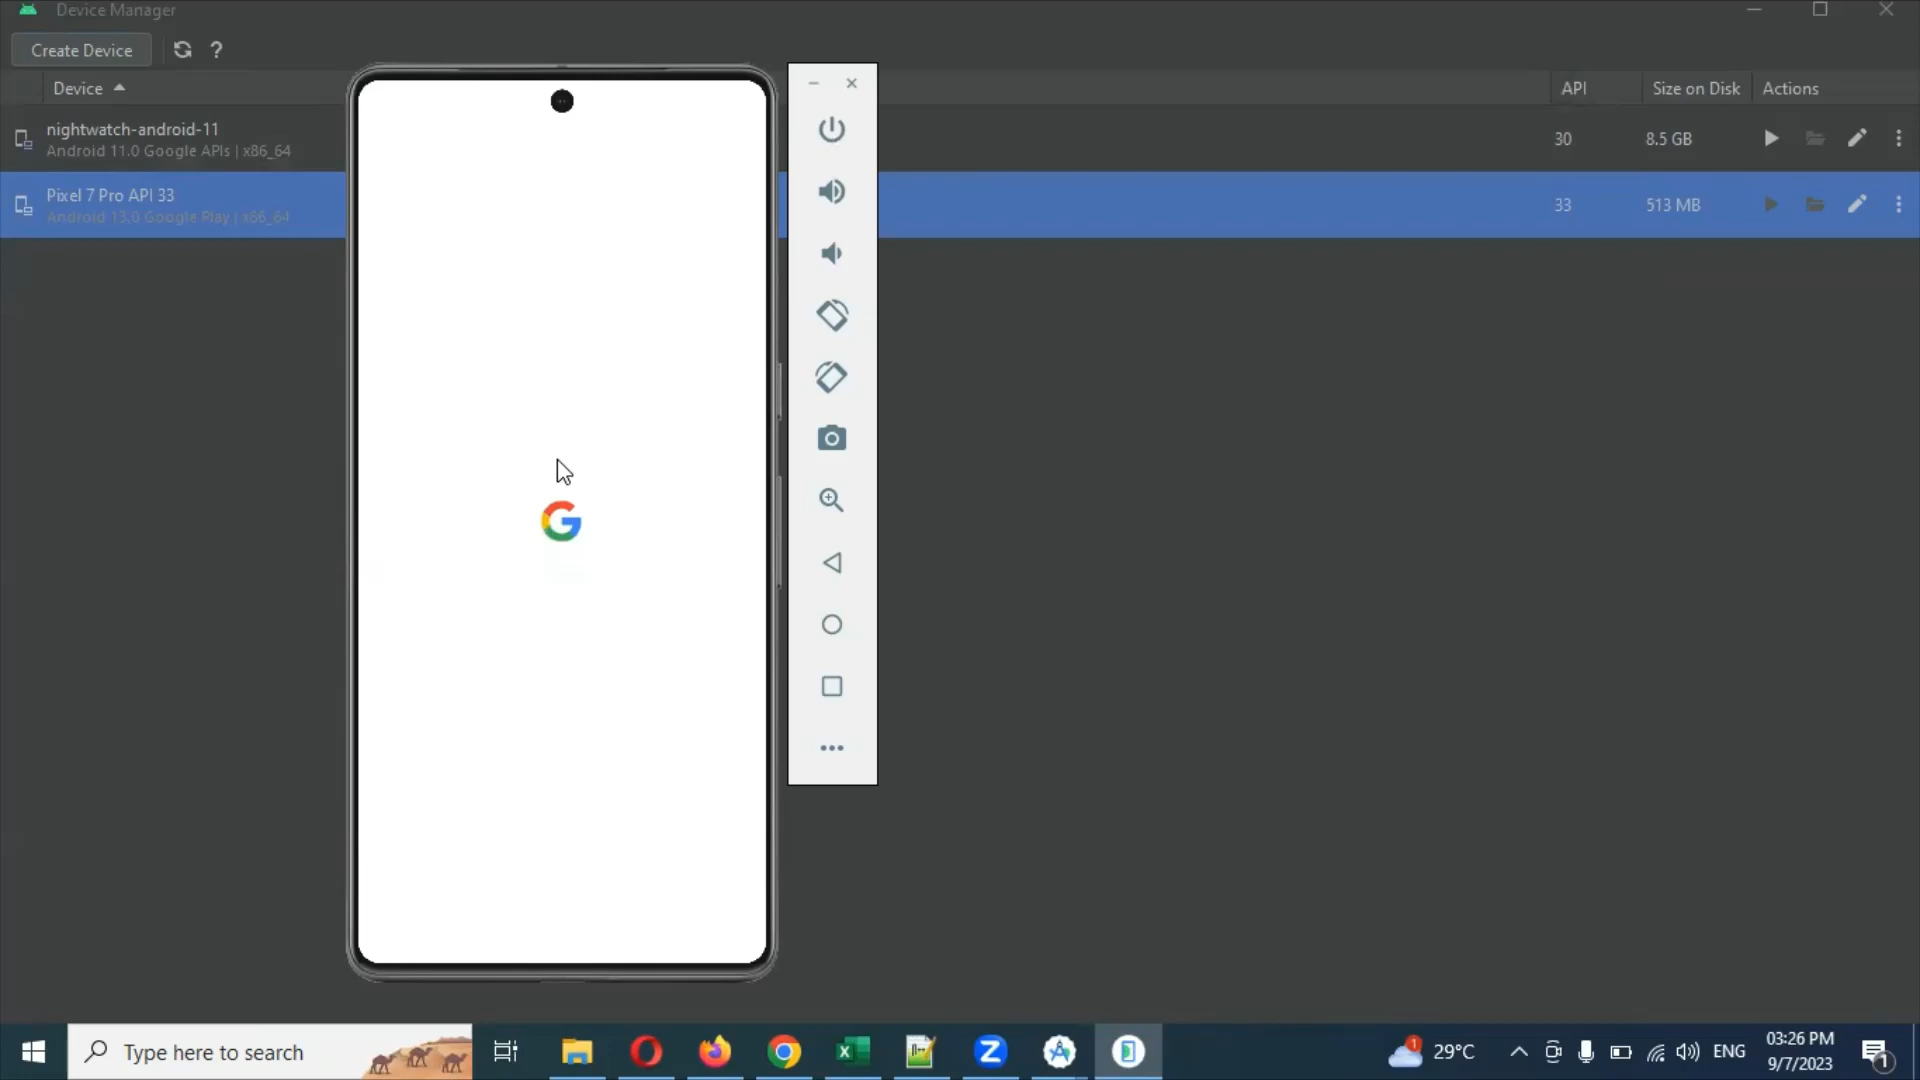 Device Manager
Create Device
?
Device
API
Size on Disk
Actions
nightwatch-android-11
Android 11.0 Google APIs | x86_64
30
8.5 GB
Pixel 7 Pro API 33
Android 13.0 Google Play | x86_64
33
513 MB
Type here to search
1
29°C
ENG
03:26 PM
9/7/2023
1